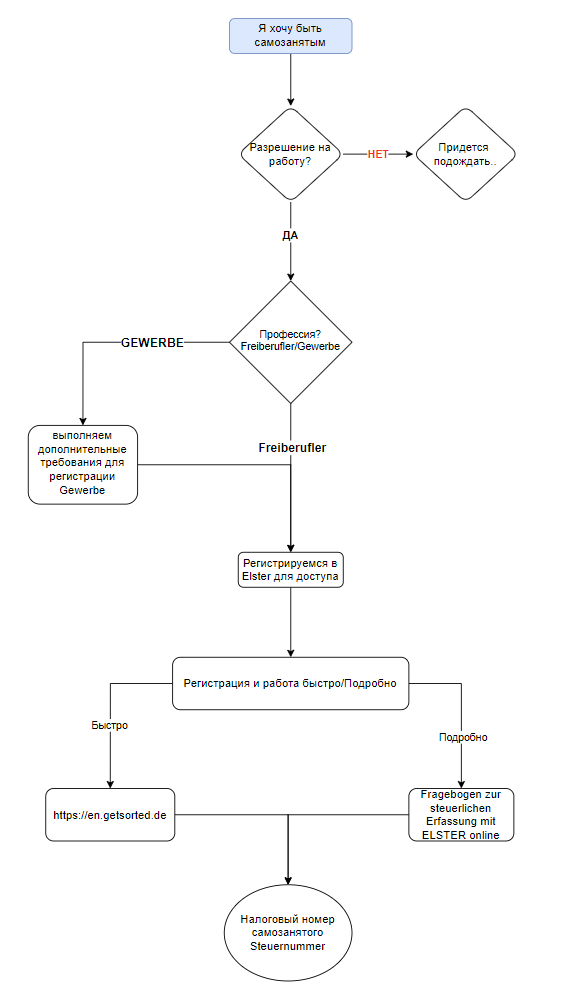 Я хочу быть
самозанятым
Разрешение на
работу?
НЕТ
Придется
подождать..
ДА
Профессия?
Freiberufler/Gewerbe
GEWERBE
выполняем
дополнительные
требования для
регистрации
Gewerbe
Freiberufler
Регистрируемся в
Elster для доступа
Регистрация и работа быстро/Подробно
Быстро
Подробно
https://en.getsorted.de
Fragebogen zur
steuerlichen
Erfassung mit
ELSTER online
Налоговый номер
самозанятого
Steuernummer